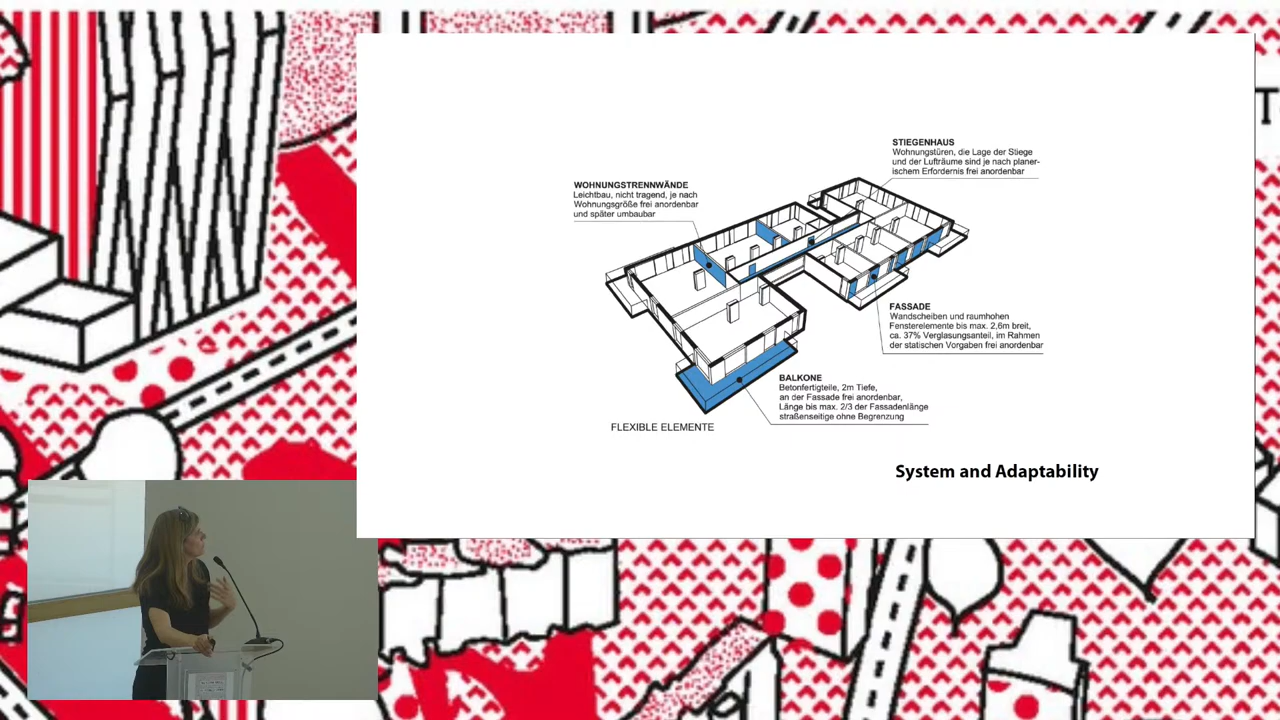 STIEGENHAUS
Wohnungstüren, die Lage der Stiege
und der Lufträume sind je nach planer-
ischem Erfordernis frei anordenbar
WOHNUNGSTRENNWÄNDE
Leichtbau, nicht tragend, je nach
Wohnungsgröße frei anordenbar
und später umbaubar
FASSADE
Wandscheiben und raumhohen
Fensterelemente bis max. 2,6m breit,
ca. 37% Verglasungsanteil, im Rahmen
der statischen Vorgaben frei anordenbar
BALKONE
Betonfertigteile, 2m Tiefe,
an der Fassade frei anordenbar,
Länge bis max. 2/3 der Fassadenlänge
straßenseitige ohne Begrenzung
FLEXIBLE ELEMENTE
System and Adaptability